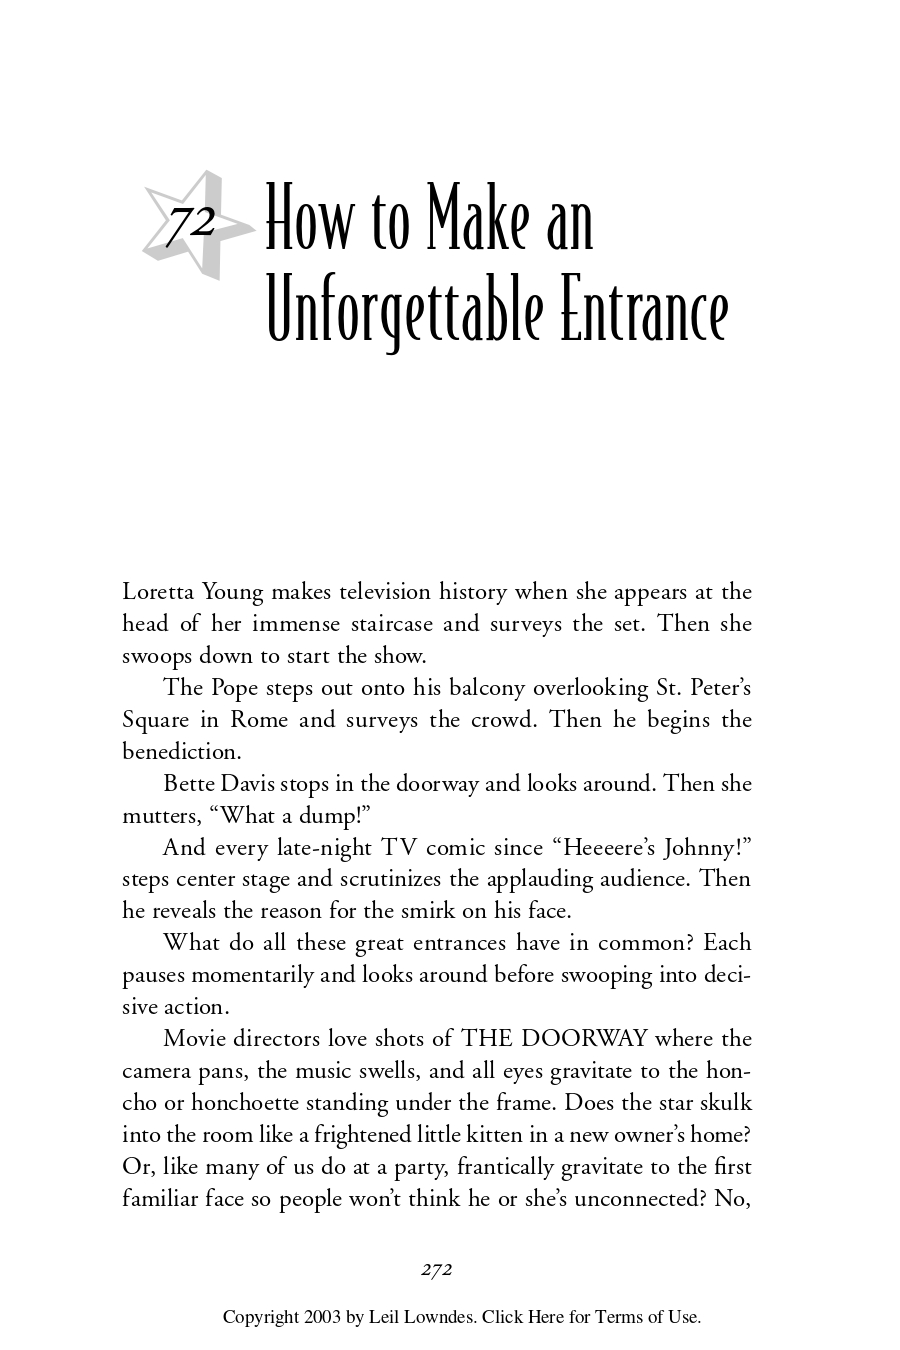 72
How to Make an
Unforgettable Entrance
Loretta Young makes television history when she appears at the
head of her immense staircase and surveys the set. Then she
swoops down to start the show.
The Pope steps out onto his balcony overlooking St. Peter’s
Square in Rome and surveys the crowd. Then he begins the
benediction.
Bette Davis stops in the doorway and looks around. Then she
mutters, “What a dump!”
And every late-night TV comic since “Heeeere’s Johnny!”
steps center stage and scrutinizes the applauding audience. Then
he reveals the reason for the smirk on his face.
What do all these great entrances have in common? Each
pauses momentarily and looks around before swooping into deci-
sive action.
Movie directors love shots of THE DOORWAY where the
camera pans, the music swells, and all eyes gravitate to the hon-
cho or honchoette standing under the frame. Does the star skulk
into the room like a frightened little kitten in a new owner’s home?
Or, like many of us do at a party, frantically gravitate to the first
familiar face so people won’t think he or she’s unconnected? No,
272
Copyright 2003 by Leil Lowndes. Click Here for Terms of Use.